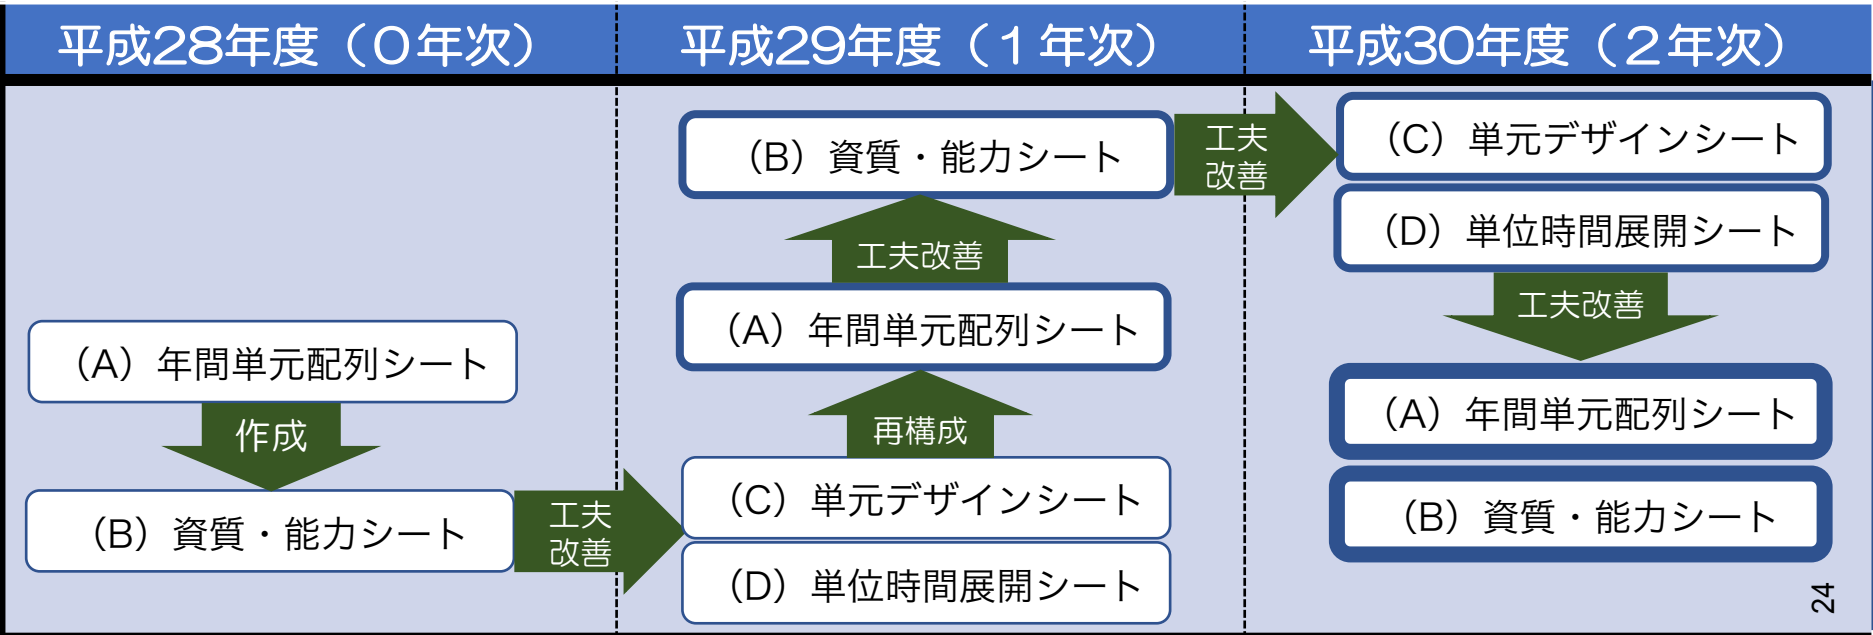 平成28年度（０年次）
平成29年度（１年次）
平成30年度（２年次）
（A）年間単元配列シート
作成
（B）資質・能力シート
工夫
改善
（B）資質・能力シート
工夫改善
（A）年間単元配列シート
再構成
（C）単元デザインシート
（D）単位時間展開シート
工夫
改善
（C）単元デザインシート
（D）単位時間展開シート
工夫改善
（A）年間単元配列シート
（B）資質・能力シート
24